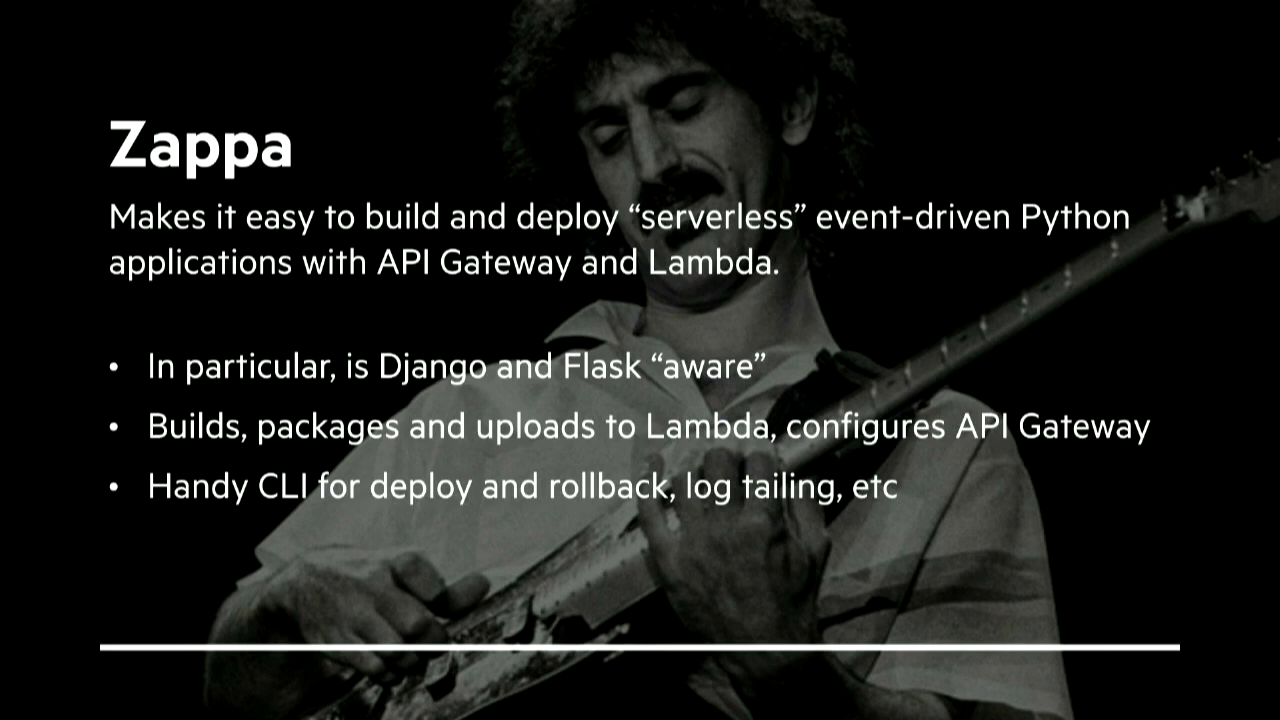 Zappa
Makes it easy to build and deploy “serverless” event-driven Python
applications with API Gateway and Lambda.
• In particular, is Django and Flask “aware”
• Builds, packages and uploads to Lambda, configures API Gateway
• Handy CLI for deploy and rollback, log tailing, etc